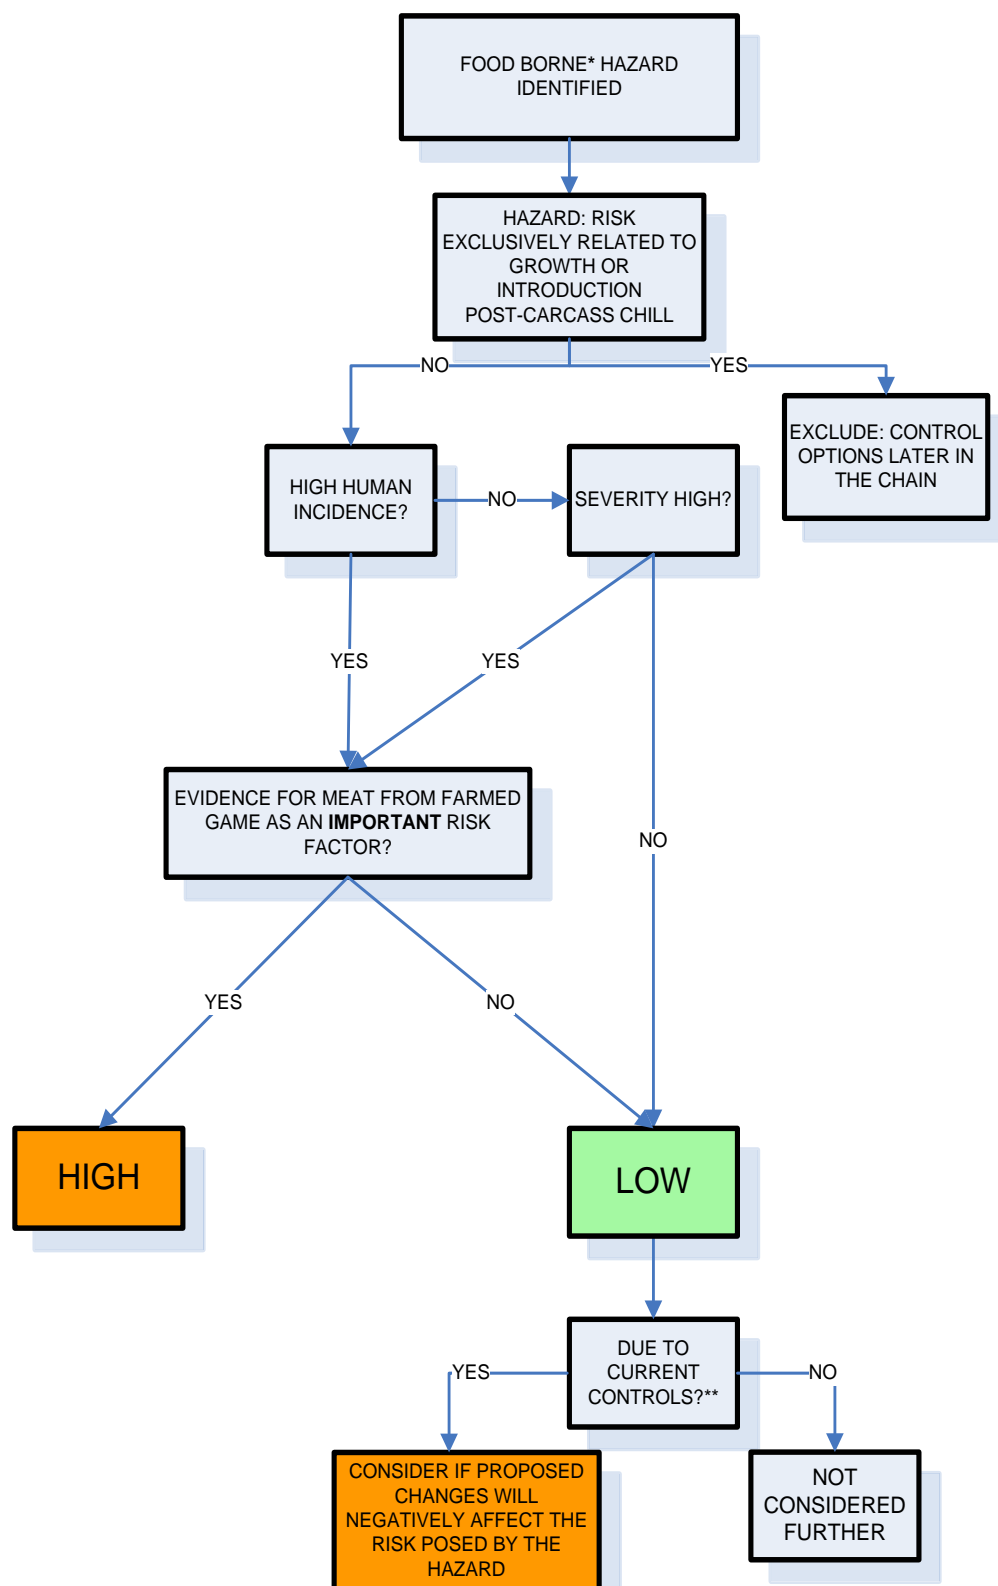 FOOD BORNE* HAZARD
IDENTIFIED
HAZARD: RISK
EXCLUSIVELY RELATED TO
GROWTH OR
INTRODUCTION
POST-CARCASS CHILL
NO
YES
EXCLUDE: CONTROL
OPTIONS LATER IN
THE CHAIN
HIGH HUMAN
INCIDENCE?
NO
SEVERITY HIGH?
YES
YES
NO
EVIDENCE FOR MEAT FROM FARMED
GAME AS AN IMPORTANT RISK
FACTOR?
YES
NO
HIGH
LOW
DUE TO
CURRENT
CONTROLS?**
YES
NO
CONSIDER IF PROPOSED
CHANGES WILL
NEGATIVELY AFFECT THE
RISK POSED BY THE
HAZARD
NOT
CONSIDERED
FURTHER